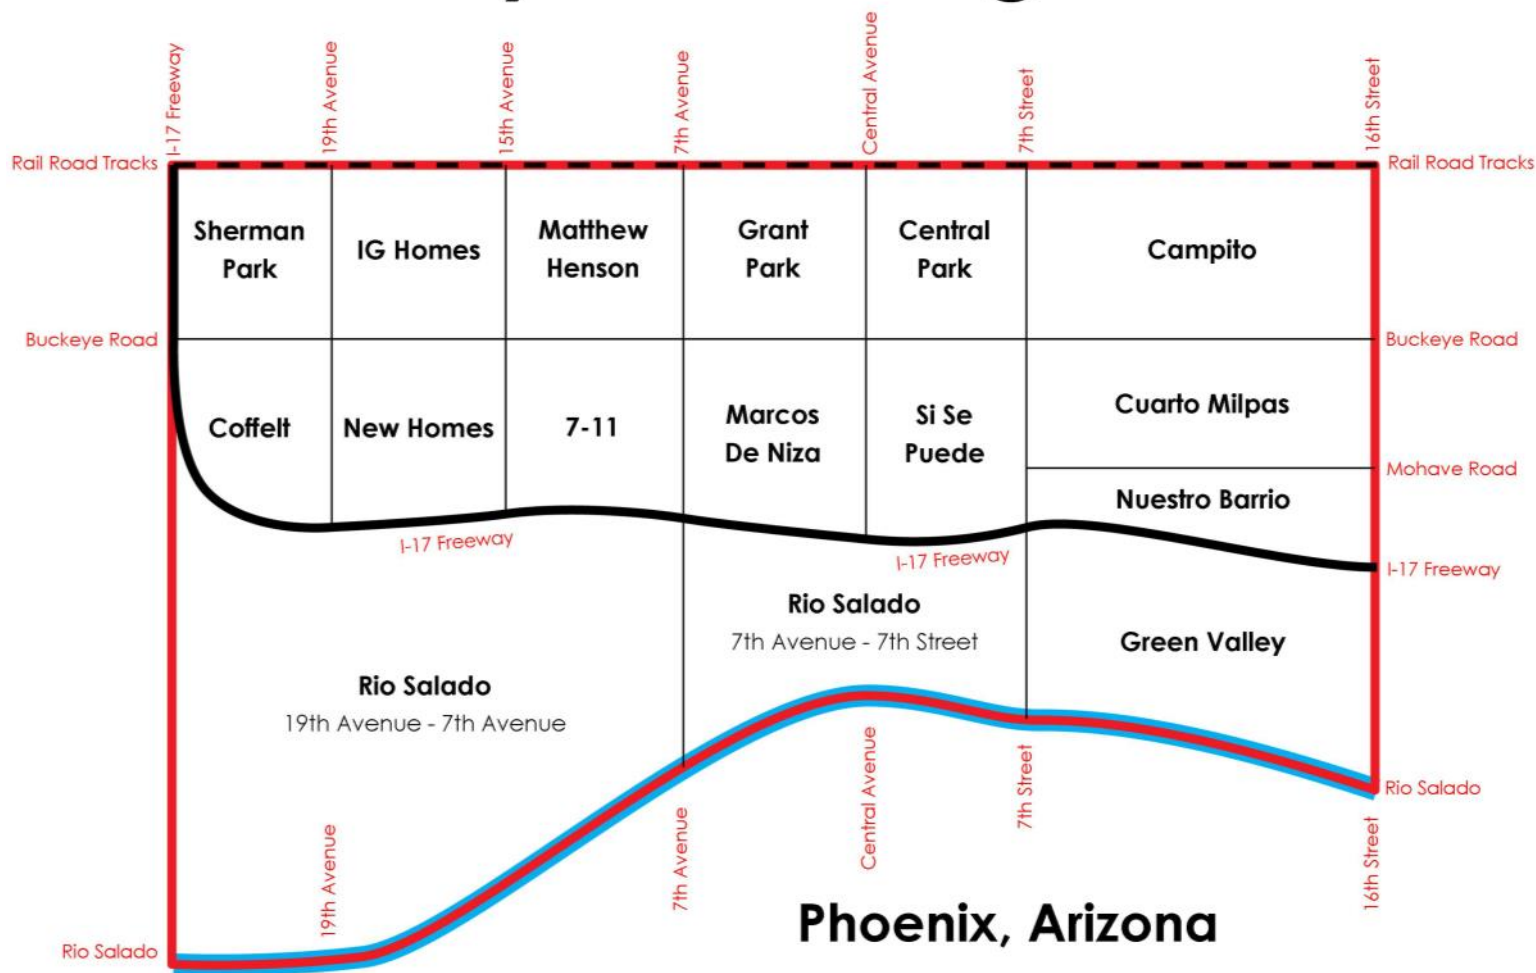 I-17 Freeway
19th Avenue
15th Avenue
7th Avenue
Central Avenue
7th Street
16th Street
Rail Road Tracks
Rail Road Tracks
Sherman
Park
IG Homes
Matthew
Henson
Grant
Park
Central
Park
Campito
Buckeye Road
Buckeye Road
Coffelt
New Homes
7-11
Marcos
De Niza
Si Se
Puede
Cuarto Milpas
Mohave Road
Nuestro Barrio
I-17 Freeway
I-17 Freeway
I-17 Freeway
Rio Salado
7th Avenue - 7th Street
Green Valley
Rio Salado
19th Avenue - 7th Avenue
Rio Salado
19th Avenue
7th Avenue
Central Avenue
7th Street
16th Street
Rio Salado
Phoenix, Arizona